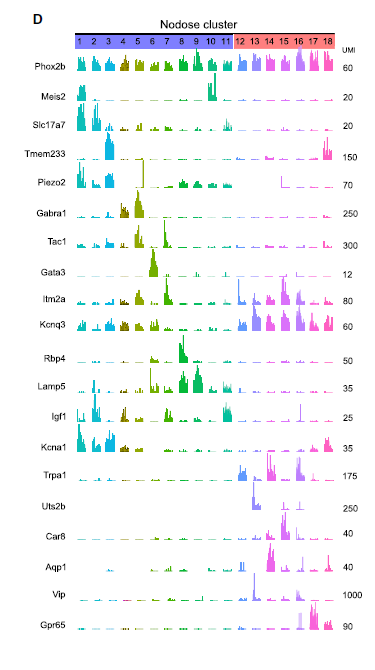 D
Nodose cluster
1 2 3 4 5 6 7 8 9 10 11 12 13 14 15 16 17 18
UMI
Phox2b 60
Meis2 20
Slc17a7 20
Tmem233 150
Piezo2 70
Gabra1 250
Tac1 300
Gata3 12
Itm2a 80
Kcnq3 60
Rbp4 50
Lamp5 35
Igf1 25
Kcna1 35
Trpa1 175
Uts2b 250
Car8 40
Aqp1 40
Vip 1000
Gpr65 90